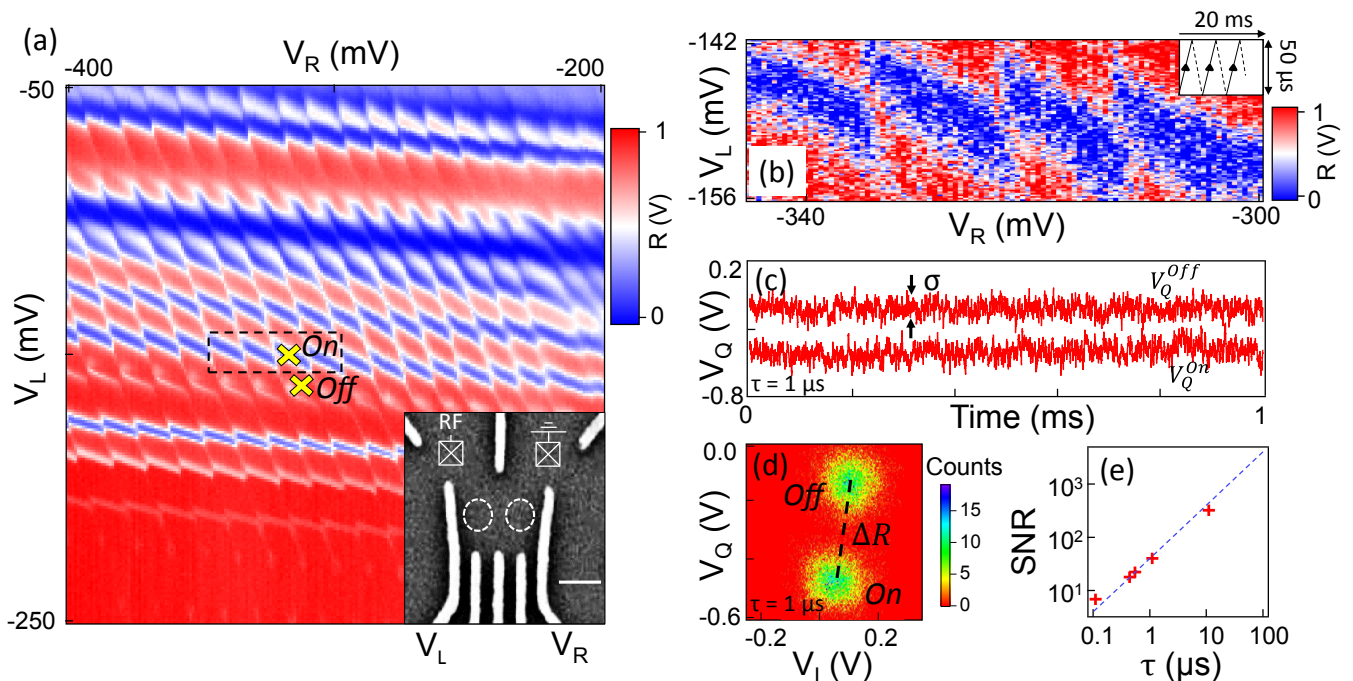 (a)
V_R (mV)
-400
-200
-50
V_L (mV)
-250
1
R (V)
0
On
Off
RF
V_L
V_R
(b)
-142
V_L (mV)
-156
-340
V_R (mV)
-300
20 ms
50 µs
1
R (V)
0
(c)
0.2
V_Q (V)
-0.8
σ
V_Q^Off
V_Q^On
τ = 1 µs
0
Time (ms)
1
(d)
0.0
V_Q (V)
-0.6
Off
ΔR
On
τ = 1 µs
-0.2
0.2
V_I (V)
Counts
15
10
5
0
(e)
SNR
10^3
10^2
10^1
0.1
1
10
100
τ (µs)